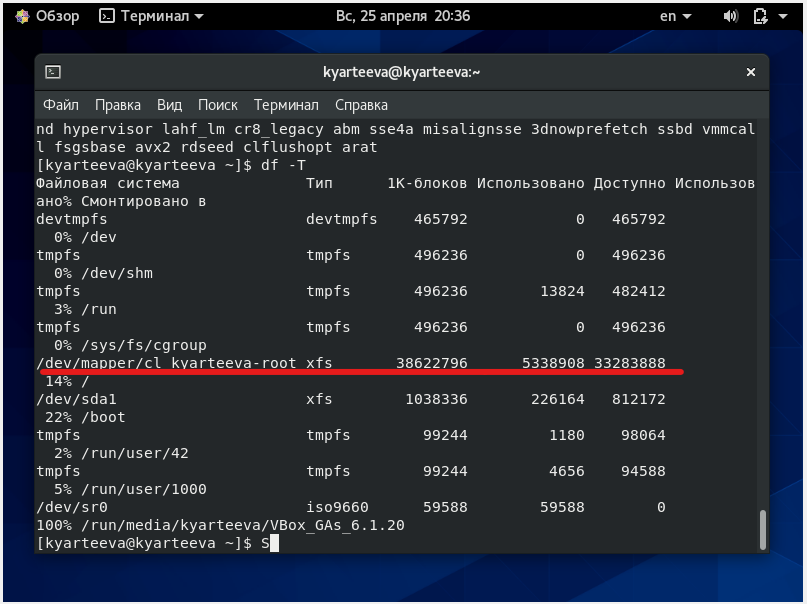 Обзор Терминал Вс, 25 апреля 20:36 en
kyarteeva@kyarteeva:~
Файл Правка Вид Поиск Терминал Справка
nd hypervisor lahf_lm cr8_legacy abm sse4a misalignsse 3dnowprefetch ssbd vmmcal
l fsgsbase avx2 rdseed clflushopt arat
[kyarteeva@kyarteeva ~]$ df -T
Файловая система Тип 1K-блоков Использовано Доступно Использов
ано% Смонтировано в
devtmpfs devtmpfs 465792 0 465792
0% /dev
tmpfs tmpfs 496236 0 496236
0% /dev/shm
tmpfs tmpfs 496236 13824 482412
3% /run
tmpfs tmpfs 496236 0 496236
0% /sys/fs/cgroup
/dev/mapper/cl_kyarteeva-root xfs 38622796 5338908 33283888
14% /
/dev/sda1 xfs 1038336 226164 812172
22% /boot
tmpfs tmpfs 99244 1180 98064
2% /run/user/42
tmpfs tmpfs 99244 4656 94588
5% /run/user/1000
/dev/sr0 iso9660 59588 59588 0
100% /run/media/kyarteeva/VBox_GAs_6.1.20
[kyarteeva@kyarteeva ~]$ S